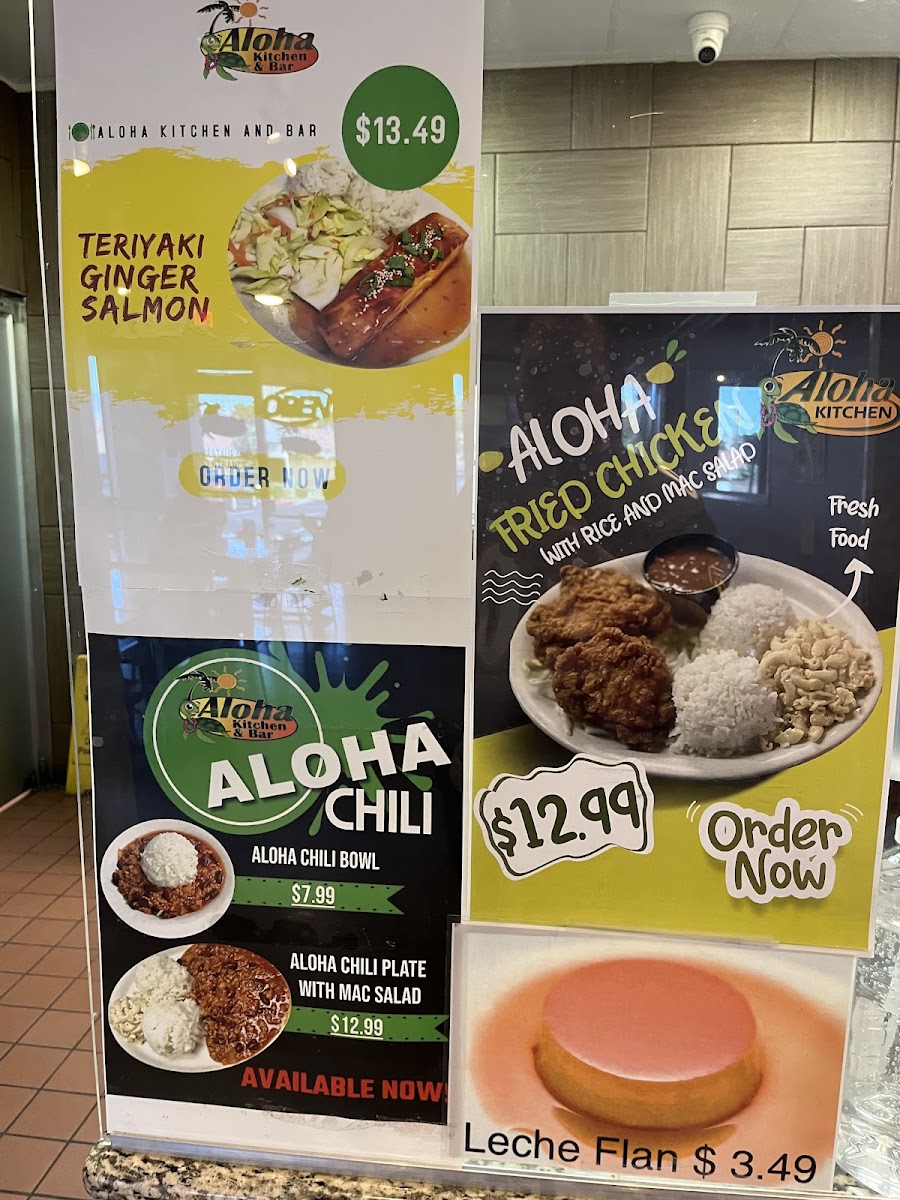 Aloha
Kitchen
& Bar
ALOHA KITCHEN AND BAR
$13.49
TERIYAKI
GINGER
SALMON
OPEN
ORDER NOW
Aloha
Kitchen
& Bar
ALOHA
CHILI
ALOHA CHILI BOWL
$7.99
ALOHA CHILI PLATE
WITH MAC SALAD
$12.99
AVAILABLE NOW!
Aloha
KITCHEN
ALOHA
FRIED CHICKEN
WITH RICE AND MAC SALAD
Fresh
Food
$12.99
Order
Now
Leche Flan $ 3.49